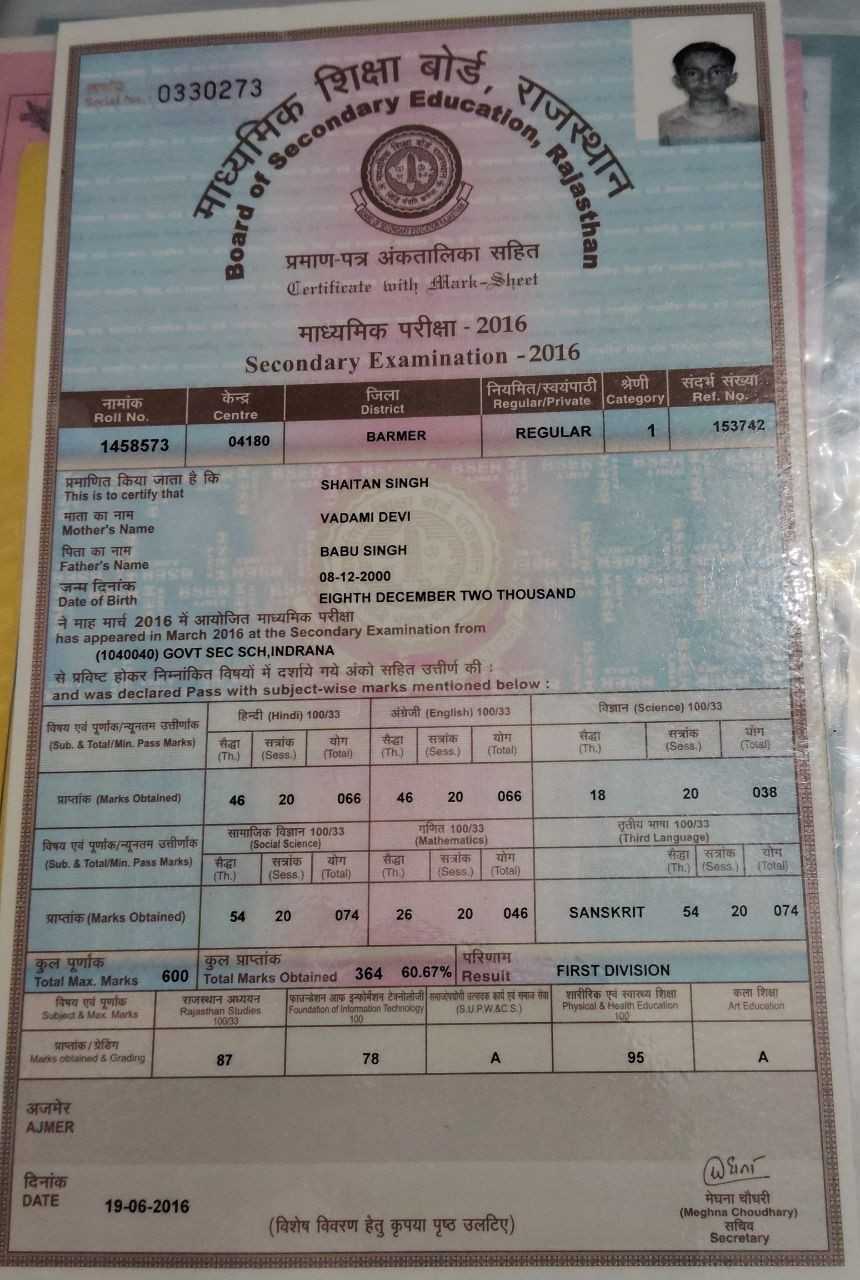 क्रमांक
Serial No. 0330273
माध्यमिक शिक्षा बोर्ड, राजस्थान
Board of Secondary Education, Rajasthan
प्रमाण-पत्र अंकतालिका सहित
Certificate with Mark-Sheet
माध्यमिक परीक्षा - 2016
Secondary Examination - 2016
नामांक केन्द्र जिला नियमित/स्वयंपाठी श्रेणी संदर्भ संख्या
Roll No. Centre District Regular/Private Category Ref. No.
1458573 04180 BARMER REGULAR 1 153742
प्रमाणित किया जाता है कि
This is to certify that SHAITAN SINGH
माता का नाम
Mother's Name VADAMI DEVI
पिता का नाम
Father's Name BABU SINGH
जन्म दिनांक 08-12-2000
Date of Birth EIGHTH DECEMBER TWO THOUSAND
ने माह मार्च 2016 में आयोजित माध्यमिक परीक्षा
has appeared in March 2016 at the Secondary Examination from
(1040040) GOVT SEC SCH,INDRANA
से प्रविष्ट होकर निम्नांकित विषयों में दर्शाये गये अंको सहित उत्तीर्ण की :
and was declared Pass with subject-wise marks mentioned below :
विषय एवं पूर्णांक/न्यूनतम उत्तीर्णांक हिन्दी (Hindi) 100/33 अंग्रेजी (English) 100/33 विज्ञान (Science) 100/33
(Sub. & Total/Min. Pass Marks) सैद्धा सत्रांक योग सैद्धा सत्रांक योग सैद्धा सत्रांक योग
(Th.) (Sess.) (Total) (Th.) (Sess.) (Total) (Th.) (Sess.) (Total)
प्राप्तांक (Marks Obtained) 46 20 066 46 20 066 18 20 038
विषय एवं पूर्णांक/न्यूनतम उत्तीर्णांक सामाजिक विज्ञान 100/33 गणित 100/33 तृतीय भाषा 100/33
(Social Science) (Mathematics) (Third Language)
(Sub. & Total/Min. Pass Marks) सैद्धा सत्रांक योग सैद्धा सत्रांक योग सैद्धा सत्रांक योग
(Th.) (Sess.) (Total) (Th.) (Sess.) (Total) (Th.) (Sess.) (Total)
प्राप्तांक (Marks Obtained) 54 20 074 26 20 046 SANSKRIT 54 20 074
कुल पूर्णांक कुल प्राप्तांक परिणाम
Total Max. Marks 600 Total Marks Obtained 364 60.67% Result FIRST DIVISION
विषय एवं पूर्णांक राजस्थान अध्ययन फाउन्डेशन आफ इन्फोर्मेशन टेक्नोलोजी समाजोपयोगी उत्पादक कार्य एवं समाज सेवा शारीरिक एवं स्वास्थ्य शिक्षा कला शिक्षा
Subject & Max. Marks Rajasthan Studies Foundation of Information Technology (S.U.P.W.&C.S.) Physical & Health Education Art Education
100/33 100 100
प्राप्तांक / ग्रेडिंग
Marks obtained & Grading 87 78 A 95 A
अजमेर
AJMER
दिनांक
DATE 19-06-2016
मेघना चौधरी
(Meghna Choudhary)
सचिव
Secretary
(विशेष विवरण हेतु कृपया पृष्ठ उलटिए)